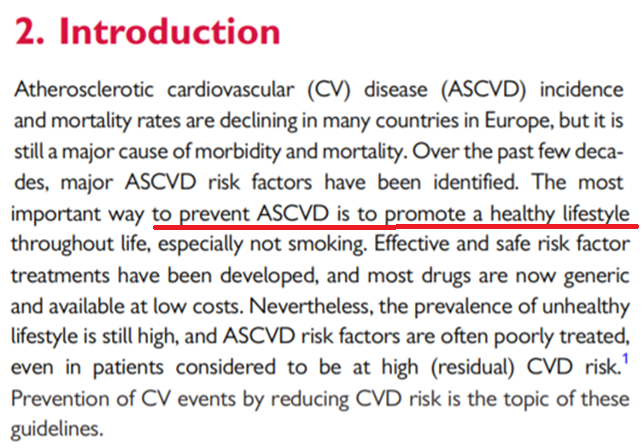 2. Introduction
Atherosclerotic cardiovascular (CV) disease (ASCVD) incidence
and mortality rates are declining in many countries in Europe, but it is
still a major cause of morbidity and mortality. Over the past few deca-
des, major ASCVD risk factors have been identified. The most
important way to prevent ASCVD is to promote a healthy lifestyle
throughout life, especially not smoking. Effective and safe risk factor
treatments have been developed, and most drugs are now generic
and available at low costs. Nevertheless, the prevalence of unhealthy
lifestyle is still high, and ASCVD risk factors are often poorly treated,
even in patients considered to be at high (residual) CVD risk.1
Prevention of CV events by reducing CVD risk is the topic of these
guidelines.